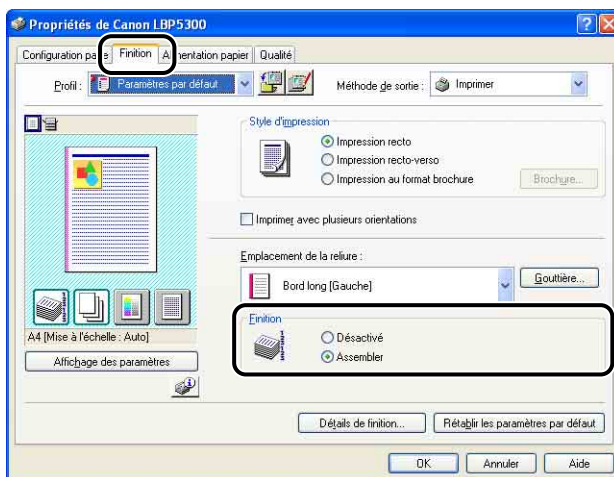 Propriétés de Canon LBP5300
Configuration page Finition Alimentation papier Qualité
Profil : Paramètres par défaut Méthode de sortie : Imprimer
Style d'impression
Impression recto
Impression recto-verso
Impression au format brochure Brochure...
Imprimer avec plusieurs orientations
Emplacement de la reliure :
Bord long [Gauche] Gouttière...
Finition
Désactivé
Assembler
A4 [Mise à l'échelle : Auto]
Affichage des paramètres
Détails de finition... Rétablir les paramètres par défaut
OK Annuler Aide